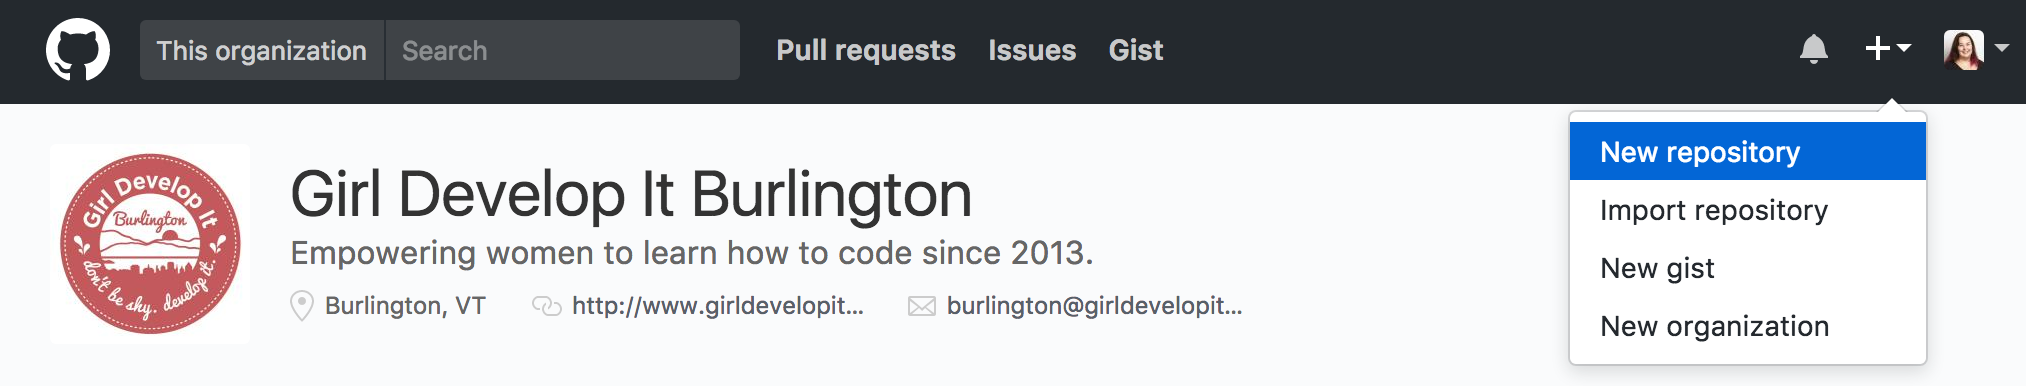 This organization Search Pull requests Issues Gist
New repository
Import repository
New gist
New organization
Girl Develop It
Burlington
don't be shy. develop it.
Girl Develop It Burlington
Empowering women to learn how to code since 2013.
Burlington, VT http://www.girldevelopit... burlington@girldevelopit...